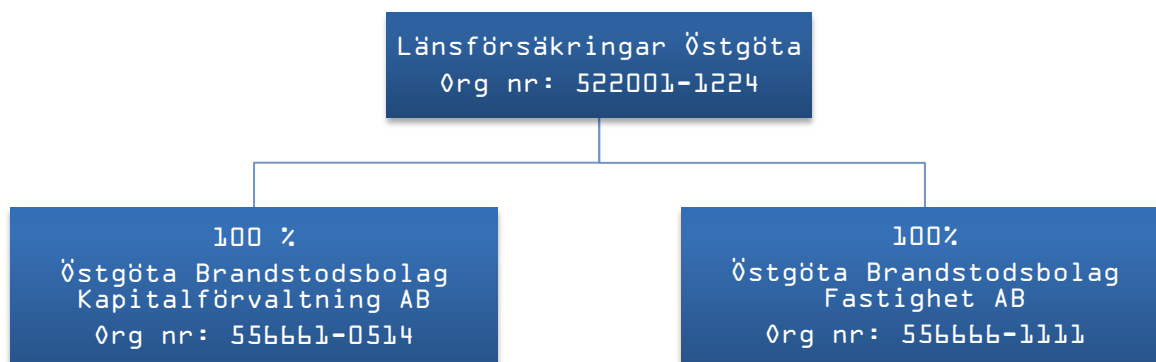 Länsförsäkringar Östgöta
Org nr: 522001-1224
100 %
Östgöta Brandstodsbolag
Kapitalförvaltning AB
Org nr: 556661-0514
100%
Östgöta Brandstodsbolag
Fastighet AB
Org nr: 556666-1111